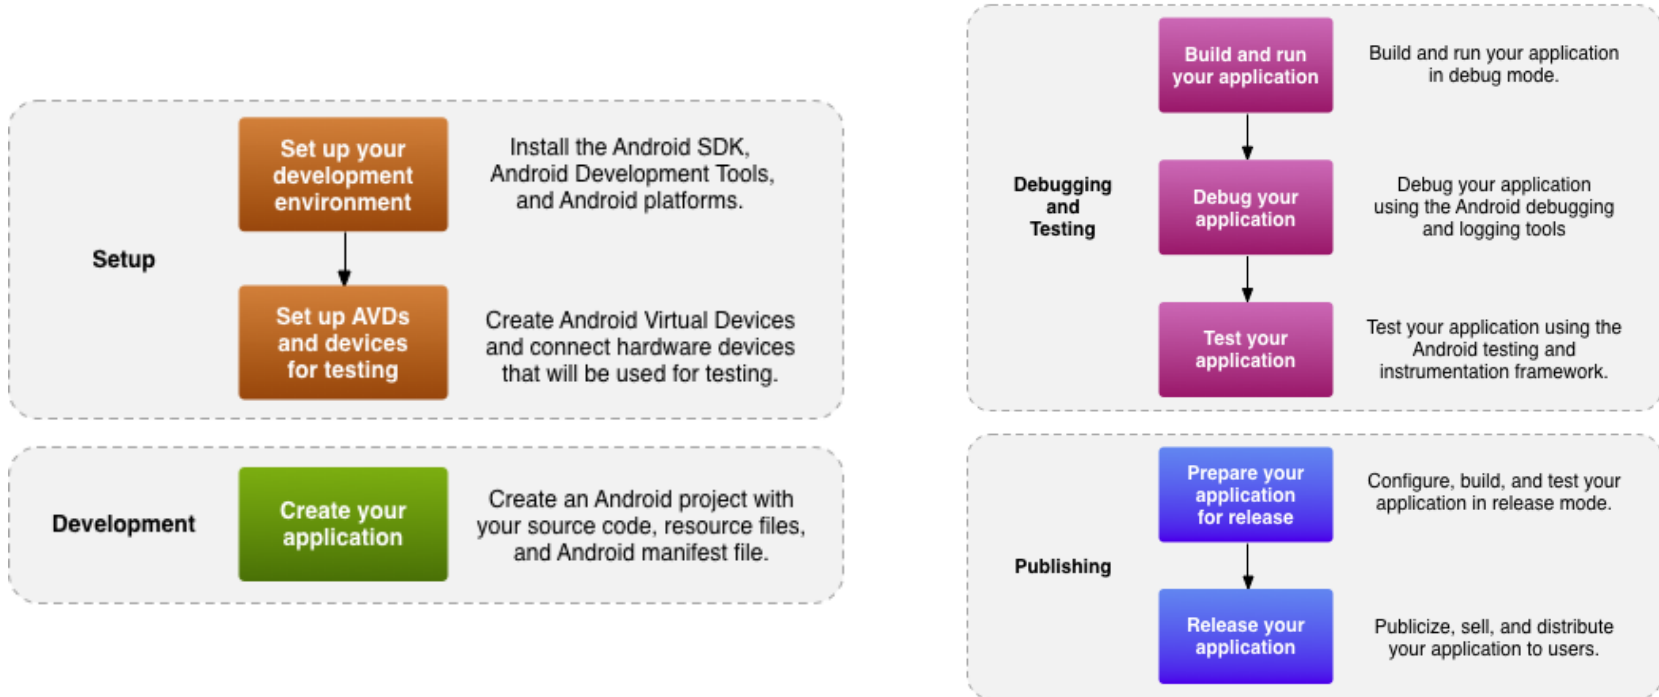 Setup
Set up your
development
environment
Install the Android SDK,
Android Development Tools,
and Android platforms.
Set up AVDs
and devices
for testing
Create Android Virtual Devices
and connect hardware devices
that will be used for testing.
Development
Create your
application
Create an Android project with
your source code, resource files,
and Android manifest file.
Debugging
and
Testing
Build and run
your application
Build and run your application
in debug mode.
Debug your
application
Debug your application
using the Android debugging
and logging tools
Test your
application
Test your application using the
Android testing and
instrumentation framework.
Publishing
Prepare your
application
for release
Configure, build, and test your
application in release mode.
Release your
application
Publicize, sell, and distribute
your application to users.